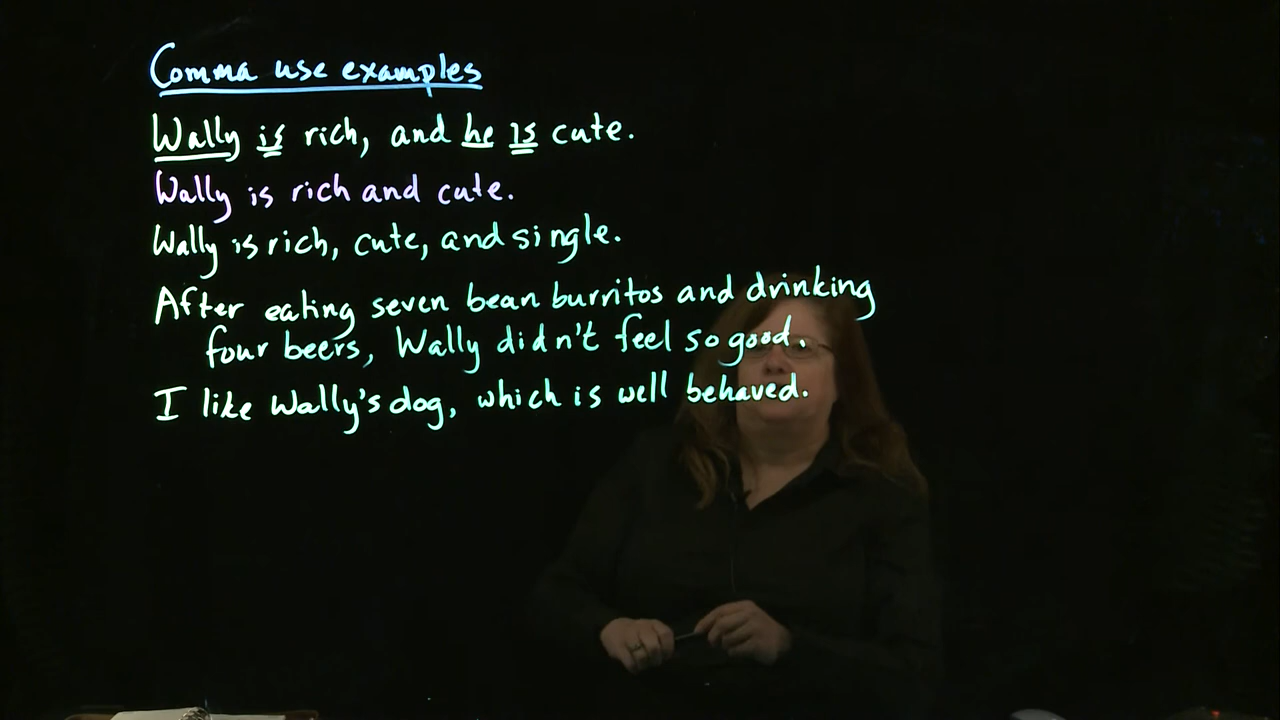 Comma use examples
Wally is rich, and he is cute.
Wally is rich and cute.
Wally is rich, cute, and single.
After eating seven bean burritos and drinking
four beers, Wally didn't feel so good.
I like Wally's dog, which is well behaved.